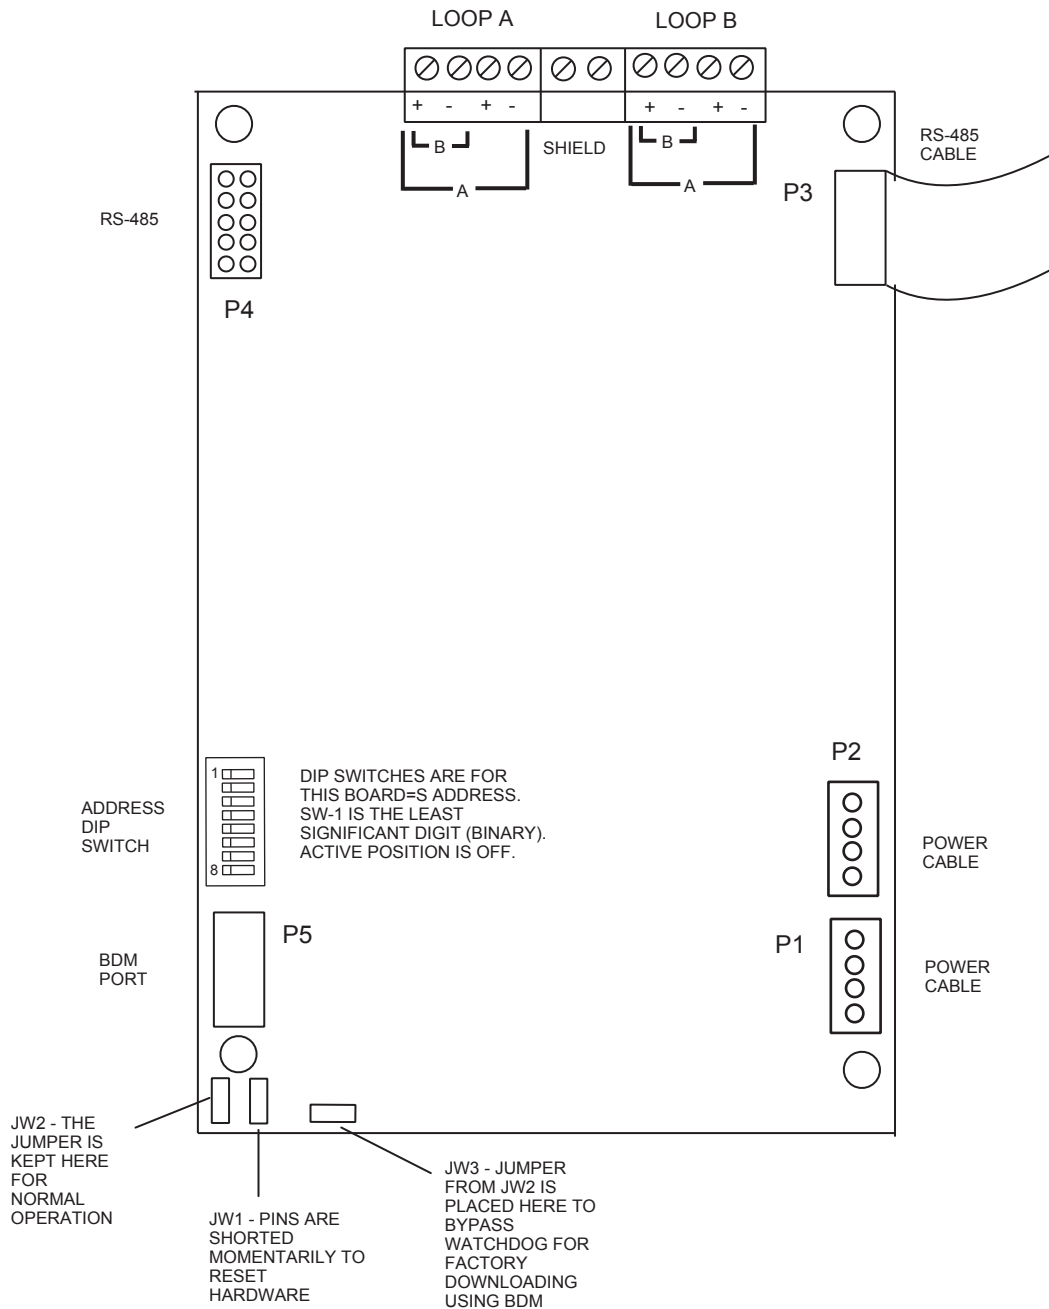 LOOP A
LOOP B
+ - + -
+ - + -
B
SHIELD
B
A
A
RS-485
CABLE
P3
RS-485
P4
P2
1
8
ADDRESS
DIP
SWITCH
DIP SWITCHES ARE FOR
THIS BOARD=S ADDRESS.
SW-1 IS THE LEAST
SIGNIFICANT DIGIT (BINARY).
ACTIVE POSITION IS OFF.
POWER
CABLE
P5
P1
BDM
PORT
POWER
CABLE
JW2 - THE
JUMPER IS
KEPT HERE
FOR
NORMAL
OPERATION
JW1 - PINS ARE
SHORTED
MOMENTARILY TO
RESET
HARDWARE
JW3 - JUMPER
FROM JW2 IS
PLACED HERE TO
BYPASS
WATCHDOG FOR
FACTORY
DOWNLOADING
USING BDM